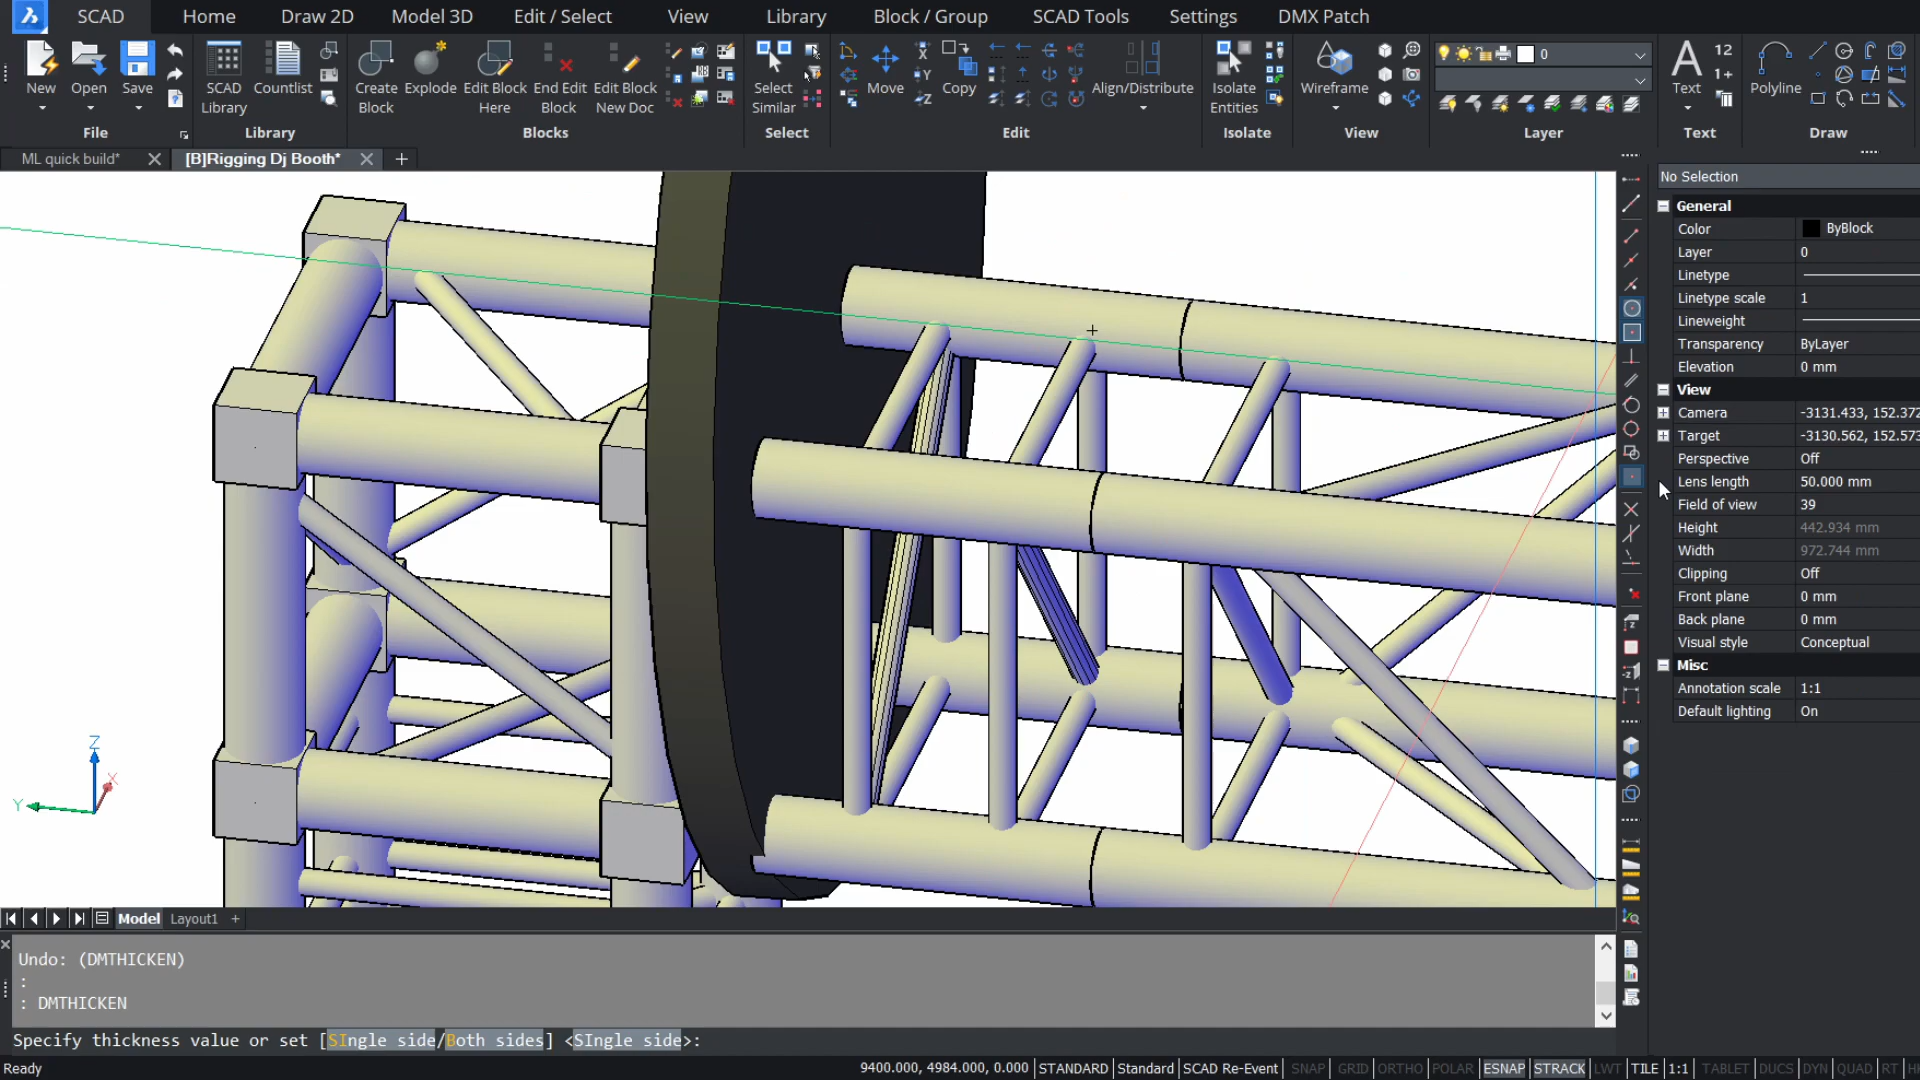 SCAD Home Draw 2D Model 3D Edit / Select View Library Block / Group SCAD Tools Settings DMX Patch
New Open Save
SCAD Library Countlist
Create Block Explode Edit Block Here End Edit Block Edit Block New Doc
Select Similar
X Y Z Move Copy Align/Distribute
Isolate Entities
Wireframe
0
Text 12 1+
Polyline
File Library Blocks Select Edit Isolate View Layer Text Draw
ML quick build* [B]Rigging Dj Booth* +
No Selection
General
Color ByBlock
Layer 0
Linetype
Linetype scale 1
Lineweight
Transparency ByLayer
Elevation 0 mm
View
Camera -3131.433, 152.372
Target -3130.562, 152.573
Perspective Off
Lens length 50.000 mm
Field of view 39
Height 442.934 mm
Width 972.744 mm
Clipping Off
Front plane 0 mm
Back plane 0 mm
Visual style Conceptual
Misc
Annotation scale 1:1
Default lighting On
Z
X
Y
Model Layout1 +
Undo: (DMTHICKEN)
:
: DMTHICKEN
Specify thickness value or set [SIngle side/Both sides] <SIngle side>:
Ready 9400.000, 4984.000, 0.000 STANDARD Standard SCAD Re-Event SNAP GRID ORTHO POLAR ESNAP STRACK LWT TILE 1:1 TABLET DUCS DYN QUAD RT